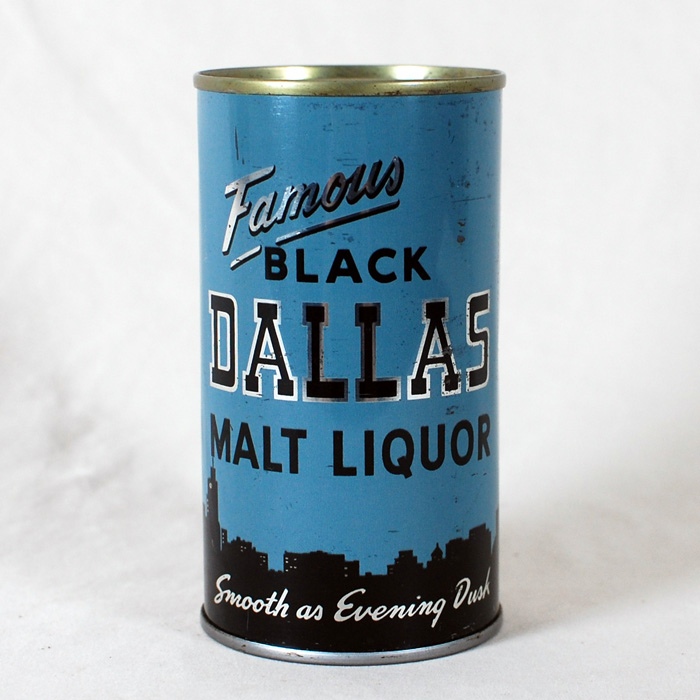 Famous
BLACK
DALLAS
MALT LIQUOR
Smooth as Evening Dusk